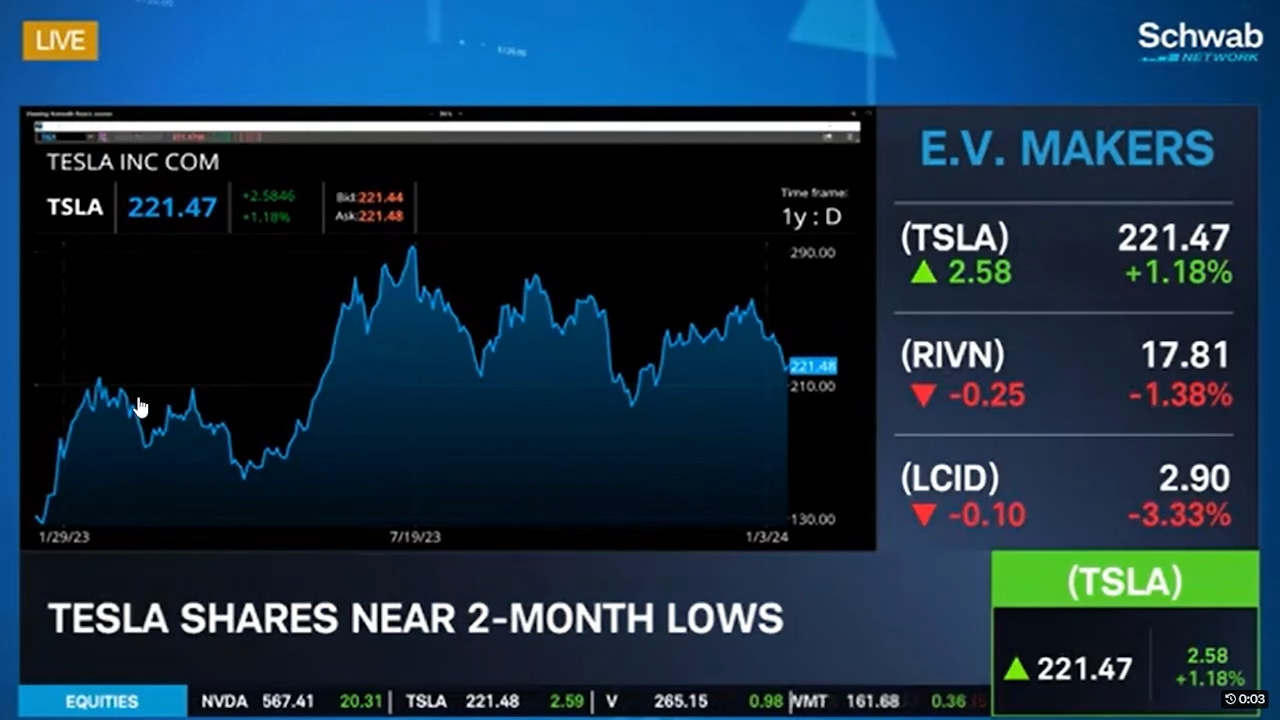 LIVE
Schwab
NETWORK
TESLA INC COM
TSLA 221.47 +2.5846 +1.18% Bid:221.44 Ask:221.48
Time frame:
1y : D
290.00
221.48
210.00
130.00
1/29/23 7/19/23 1/3/24
E.V. MAKERS
(TSLA) 221.47
▲ 2.58 +1.18%
(RIVN) 17.81
▼ -0.25 -1.38%
(LCID) 2.90
▼ -0.10 -3.33%
TESLA SHARES NEAR 2-MONTH LOWS
(TSLA)
▲ 221.47 2.58 +1.18%
EQUITIES NVDA 567.41 20.31 TSLA 221.48 2.59 V 265.15 0.98 WMT 161.68 0.36
0:03